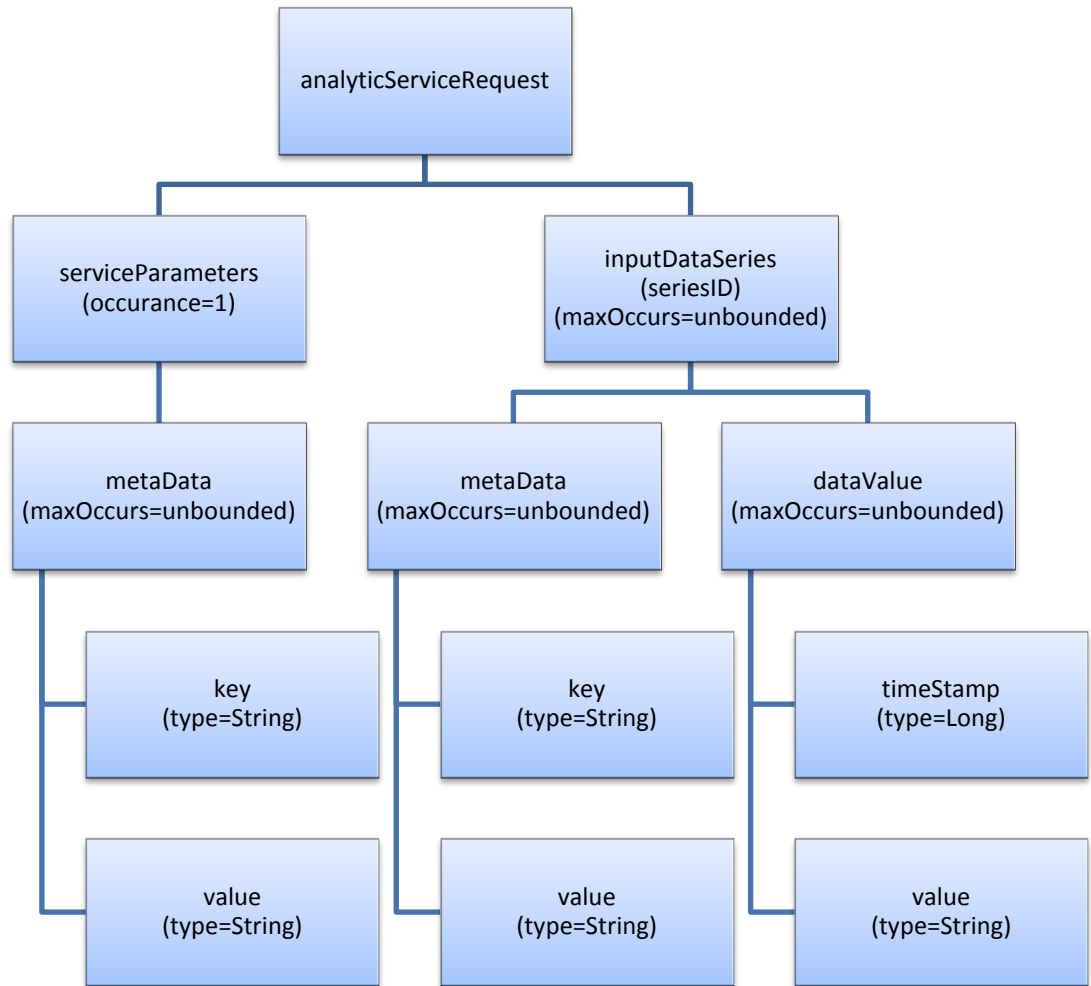 analyticServiceRequest
serviceParameters
(occurance=1)
inputDataSeries
(seriesID)
(maxOccurs=unbounded)
metaData
(maxOccurs=unbounded)
metaData
(maxOccurs=unbounded)
dataValue
(maxOccurs=unbounded)
key
(type=String)
key
(type=String)
timeStamp
(type=Long)
value
(type=String)
value
(type=String)
value
(type=String)